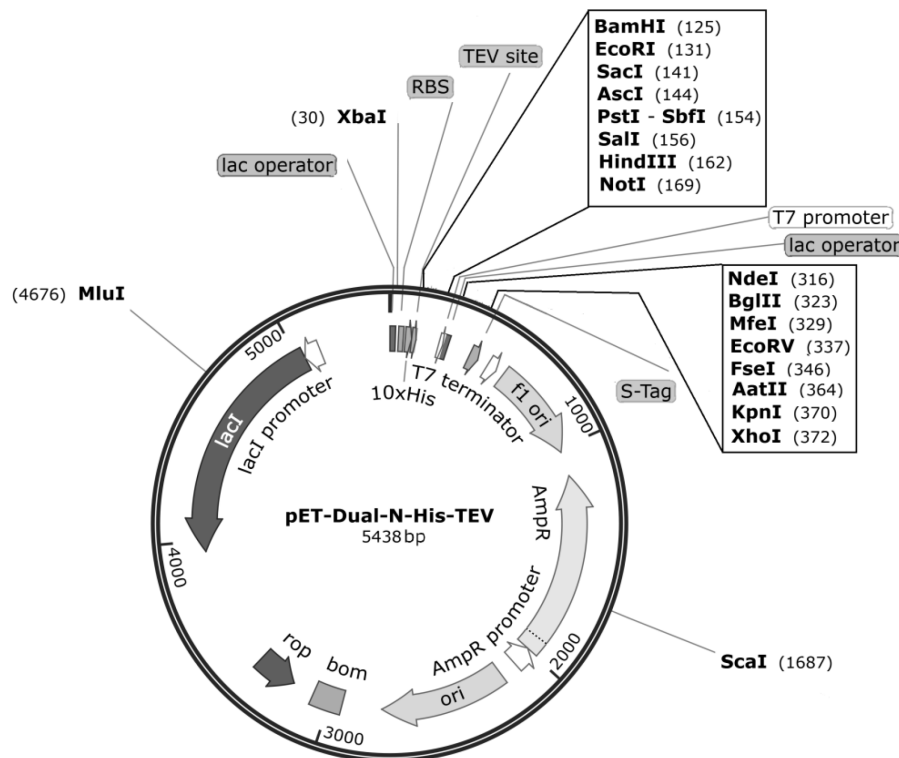 BamHI (125)
EcoRI (131)
SacI (141)
AscI (144)
PstI - SbfI (154)
SalI (156)
HindIII (162)
NotI (169)
TEV site
RBS
(30) XbaI
lac operator
T7 promoter
lac operator
NdeI (316)
BglII (323)
MfeI (329)
EcoRV (337)
FseI (346)
AatII (364)
KpnI (370)
XhoI (372)
S-Tag
(4676) MluI
5000
10xHis
T7 terminator
f1 ori
1000
lacI promoter
lacI
AmpR
pET-Dual-N-His-TEV
5438 bp
4000
AmpR promoter
2000
ScaI (1687)
rop
bom
ori
3000